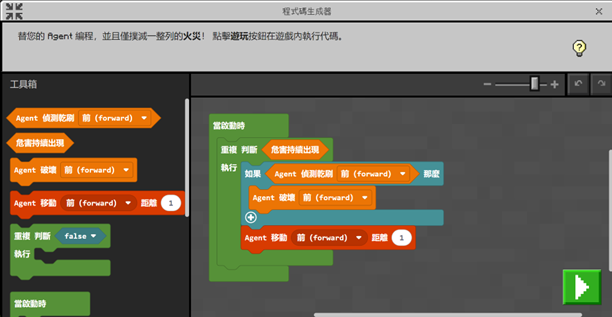 程式碼生成器
替您的 Agent 編程，並且僅撲滅一整列的火災！ 點擊遊玩按鈕在遊戲內執行代碼。
工具箱
Agent 偵測乾刷 前 (forward)
危害持續出現
Agent 破壞 前 (forward)
Agent 移動 前 (forward) 距離 1
重複 判斷 false
執行
當啟動時
當啟動時
重複 判斷 危害持續出現
執行 如果 Agent 偵測乾刷 前 (forward) 那麼
Agent 破壞 前 (forward)
Agent 移動 前 (forward) 距離 1